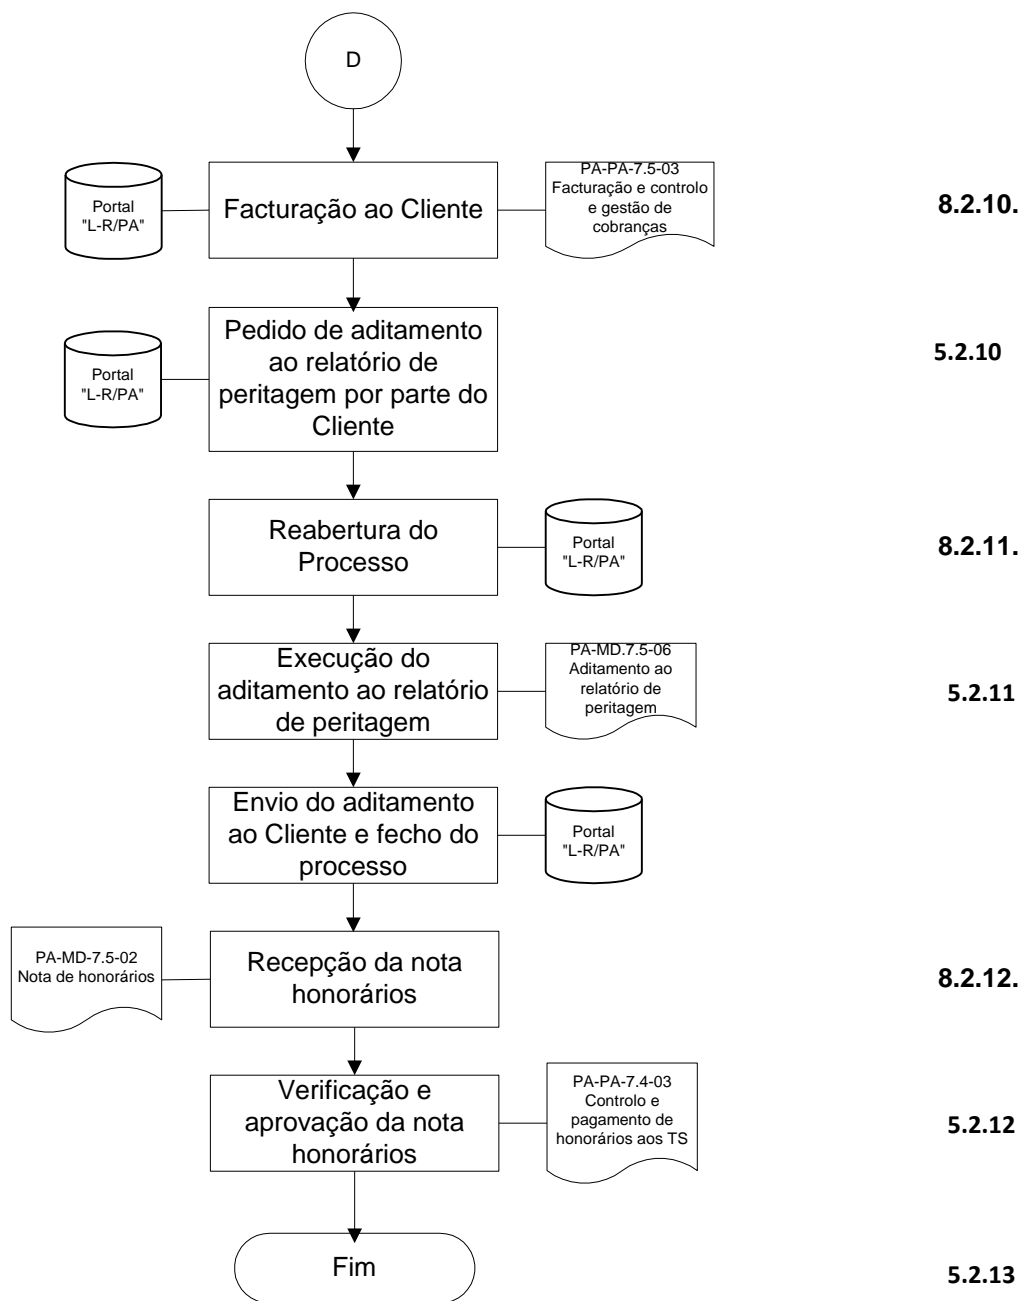 D
Portal
"L-R/PA"
Facturação ao Cliente
PA-PA-7.5-03
Facturação e controlo
e gestão de
cobranças
8.2.10.
Portal
"L-R/PA"
Pedido de aditamento
ao relatório de
peritagem por parte do
Cliente
5.2.10
Reabertura do
Processo
Portal
"L-R/PA"
8.2.11.
Execução do
aditamento ao relatório
de peritagem
PA-MD.7.5-06
Aditamento ao
relatório de
peritagem
5.2.11
Envio do aditamento
ao Cliente e fecho do
processo
Portal
"L-R/PA"
PA-MD-7.5-02
Nota de honorários
Recepção da nota
honorários
8.2.12.
Verificação e
aprovação da nota
honorários
PA-PA-7.4-03
Controlo e
pagamento de
honorários aos TS
5.2.12
Fim
5.2.13